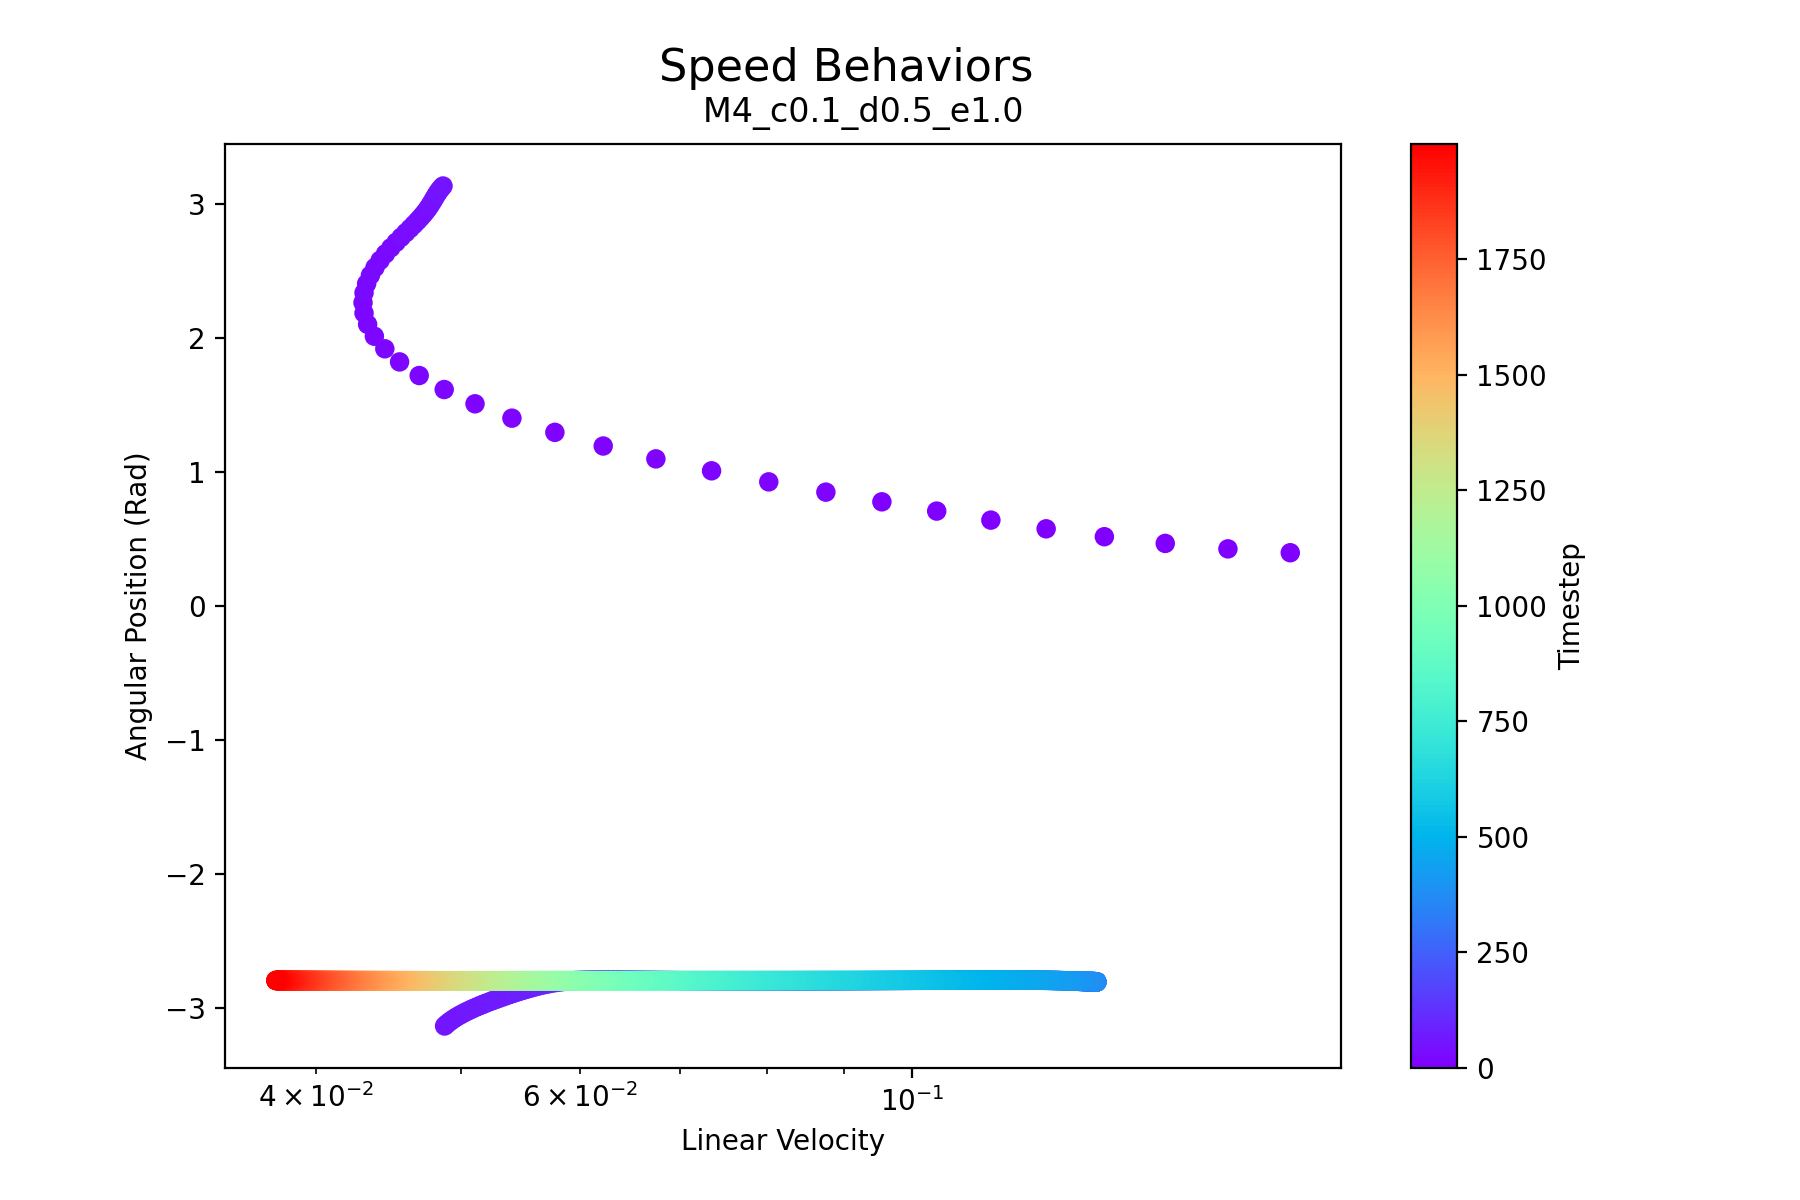 Speed Behaviors
M4_c0.1_d0.5_e1.0
Angular Position (Rad)
3
2
1
0
−1
−2
−3
4 × 10⁻²
6 × 10⁻²
10⁻¹
Linear Velocity
1750
1500
1250
1000
750
500
250
0
Timestep